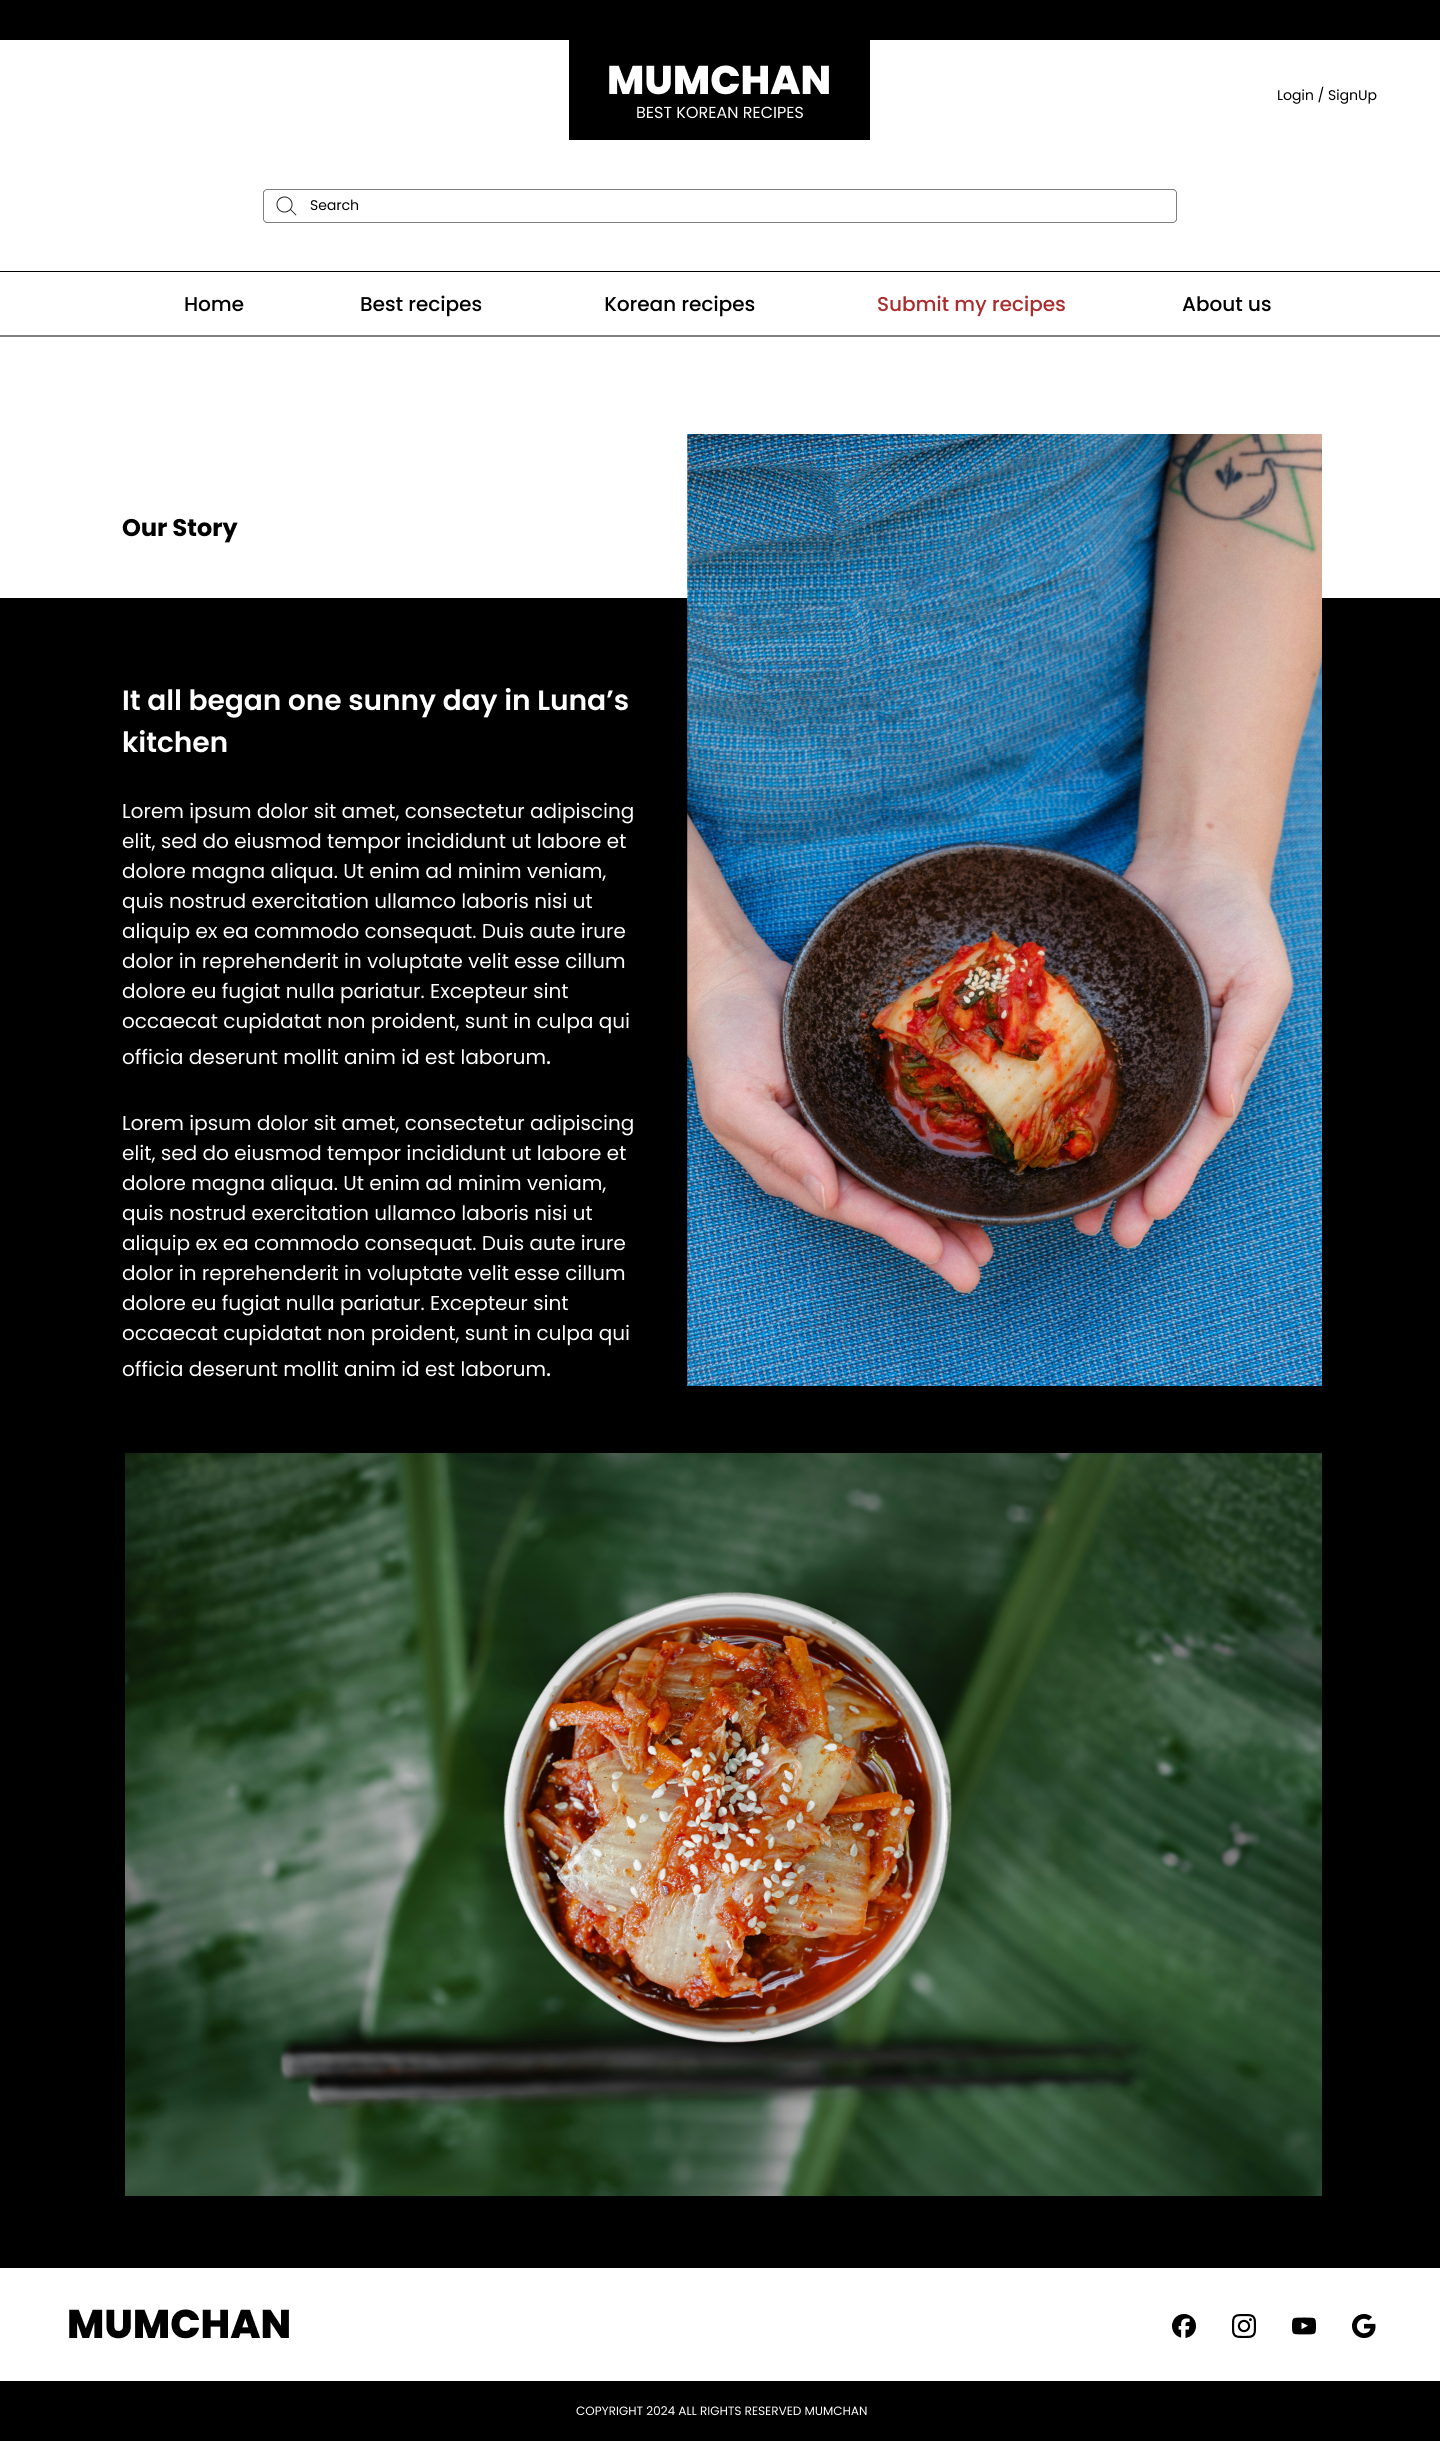 MUMCHAN
BEST KOREAN RECIPES
Login / SignUp
Search
Home
Best recipes
Korean recipes
Submit my recipes
About us
Our Story
It all began one sunny day in Luna’s
kitchen
Lorem ipsum dolor sit amet, consectetur adipiscing
elit, sed do eiusmod tempor incididunt ut labore et
dolore magna aliqua. Ut enim ad minim veniam,
quis nostrud exercitation ullamco laboris nisi ut
aliquip ex ea commodo consequat. Duis aute irure
dolor in reprehenderit in voluptate velit esse cillum
dolore eu fugiat nulla pariatur. Excepteur sint
occaecat cupidatat non proident, sunt in culpa qui
officia deserunt mollit anim id est laborum.
Lorem ipsum dolor sit amet, consectetur adipiscing
elit, sed do eiusmod tempor incididunt ut labore et
dolore magna aliqua. Ut enim ad minim veniam,
quis nostrud exercitation ullamco laboris nisi ut
aliquip ex ea commodo consequat. Duis aute irure
dolor in reprehenderit in voluptate velit esse cillum
dolore eu fugiat nulla pariatur. Excepteur sint
occaecat cupidatat non proident, sunt in culpa qui
officia deserunt mollit anim id est laborum.
MUMCHAN
COPYRIGHT 2024 ALL RIGHTS RESERVED MUMCHAN